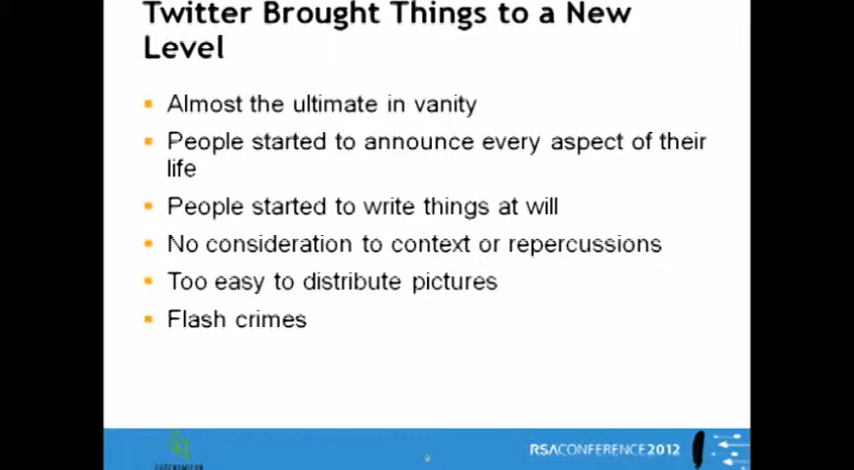 Twitter Brought Things to a New
Level
Almost the ultimate in vanity
People started to announce every aspect of their
life
People started to write things at will
No consideration to context or repercussions
Too easy to distribute pictures
Flash crimes
9
RSACONFERENCE2012